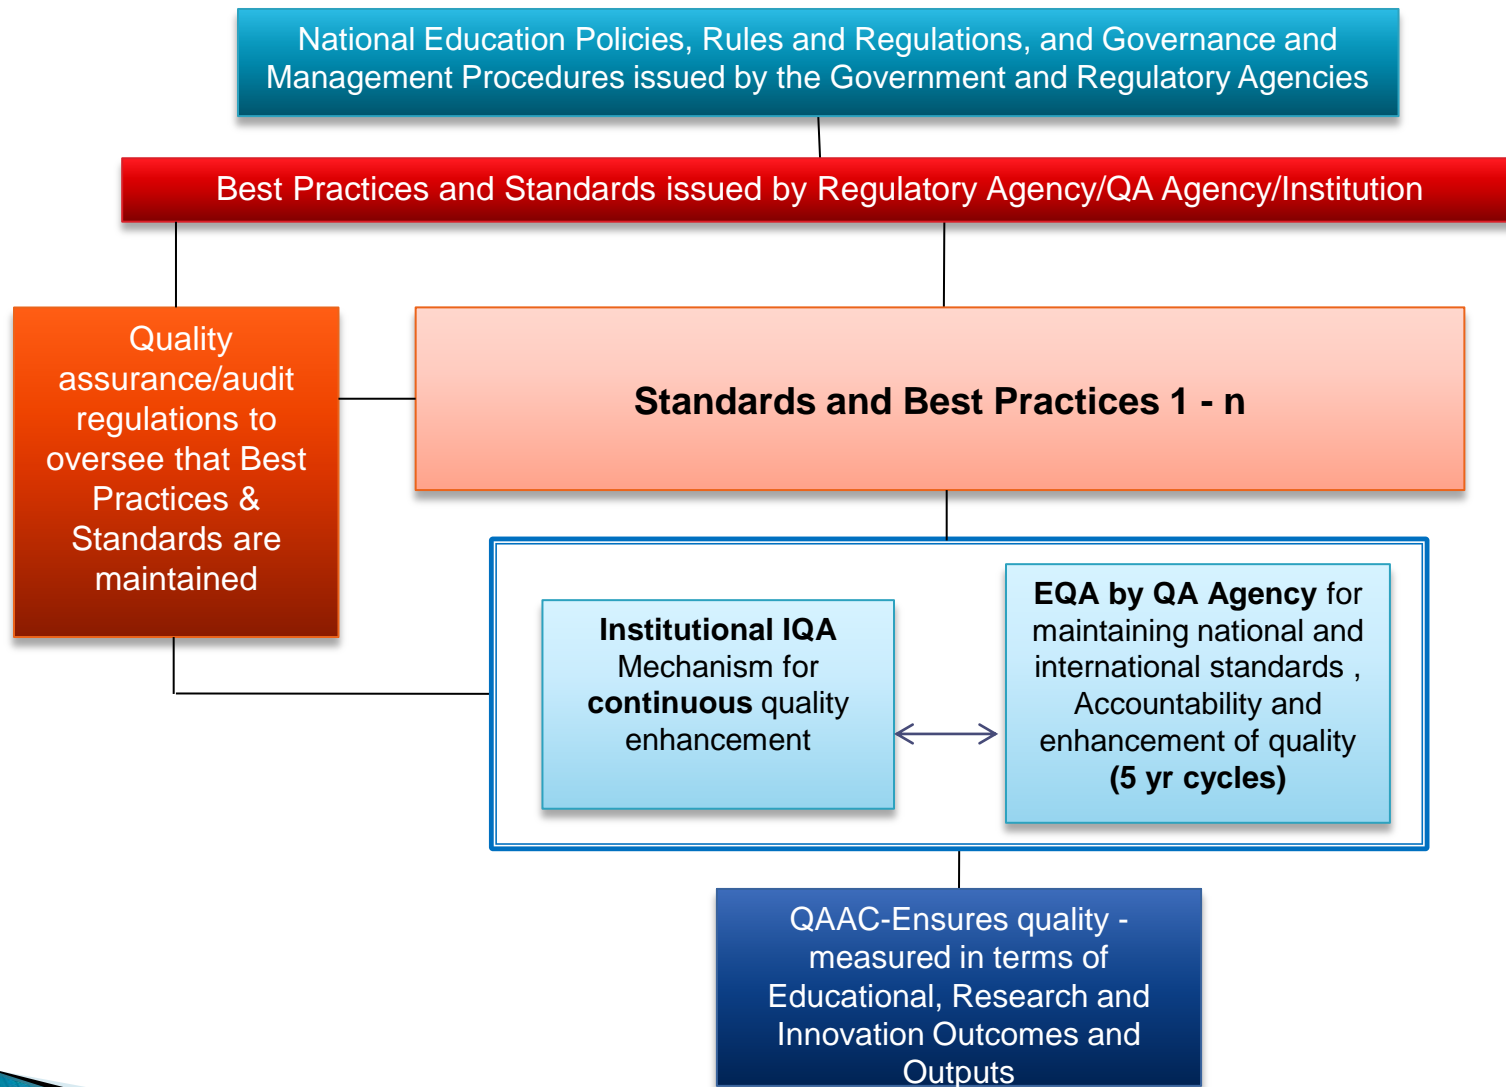 National Education Policies, Rules and Regulations, and Governance and
Management Procedures issued by the Government and Regulatory Agencies
Best Practices and Standards issued by Regulatory Agency/QA Agency/Institution
Quality
assurance/audit
regulations to
oversee that Best
Practices &
Standards are
maintained
Standards and Best Practices 1 - n
Institutional IQA
Mechanism for
continuous quality
enhancement
EQA by QA Agency for
maintaining national and
international standards ,
Accountability and
enhancement of quality
(5 yr cycles)
QAAC-Ensures quality -
measured in terms of
Educational, Research and
Innovation Outcomes and
Outputs